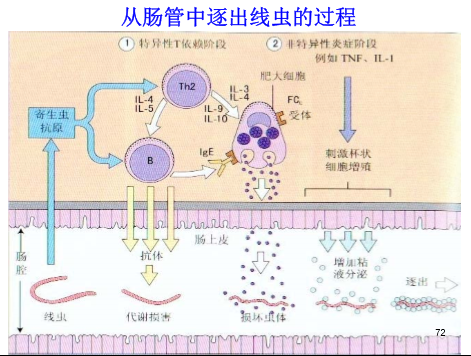 从肠管中逐出线虫的过程
① 特异性T依赖阶段
② 非特异性炎症阶段
例如 TNF、IL-1
肥大细胞
Th2
IL-3
IL-4
IL-4
IL-5
IL-9
IL-10
FCε
受体
寄生虫
抗原
B
IgE
刺激杯状
细胞增殖
肠上皮
肠
腔
抗体
增加粘
液分泌
逐出
线虫
代谢损害
损坏虫体
72